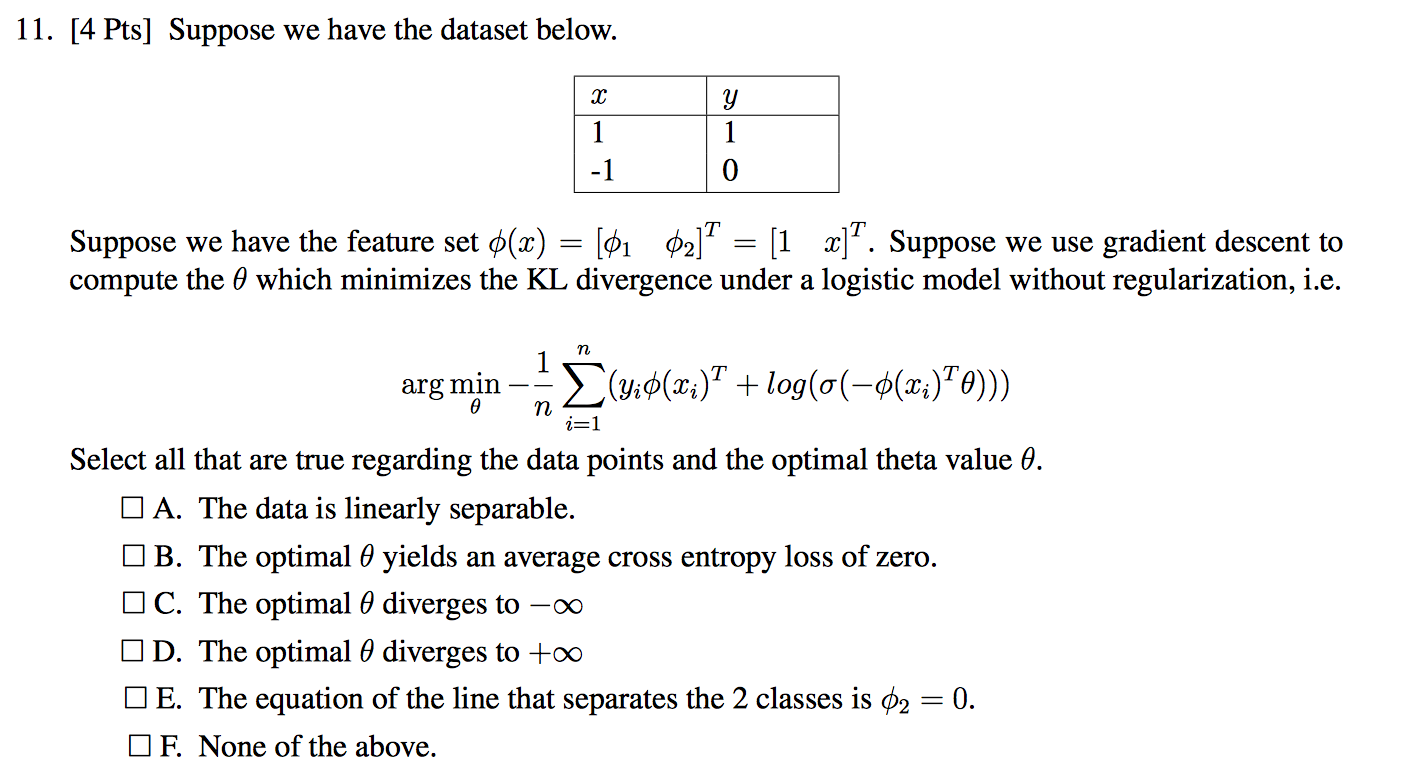 11. [4 Pts] Suppose we have the dataset below.
x y
1 1
-1 0
Suppose we have the feature set ϕ(x) = [ϕ₁ ϕ₂]ᵀ = [1 x]ᵀ. Suppose we use gradient descent to
compute the θ which minimizes the KL divergence under a logistic model without regularization, i.e.
arg min_θ −(1/n) ∑_{i=1}^{n} (y_iϕ(x_i)ᵀ + log(σ(−ϕ(x_i)ᵀθ)))
Select all that are true regarding the data points and the optimal theta value θ.
□ A. The data is linearly separable.
□ B. The optimal θ yields an average cross entropy loss of zero.
□ C. The optimal θ diverges to −∞
□ D. The optimal θ diverges to +∞
□ E. The equation of the line that separates the 2 classes is ϕ₂ = 0.
□ F. None of the above.